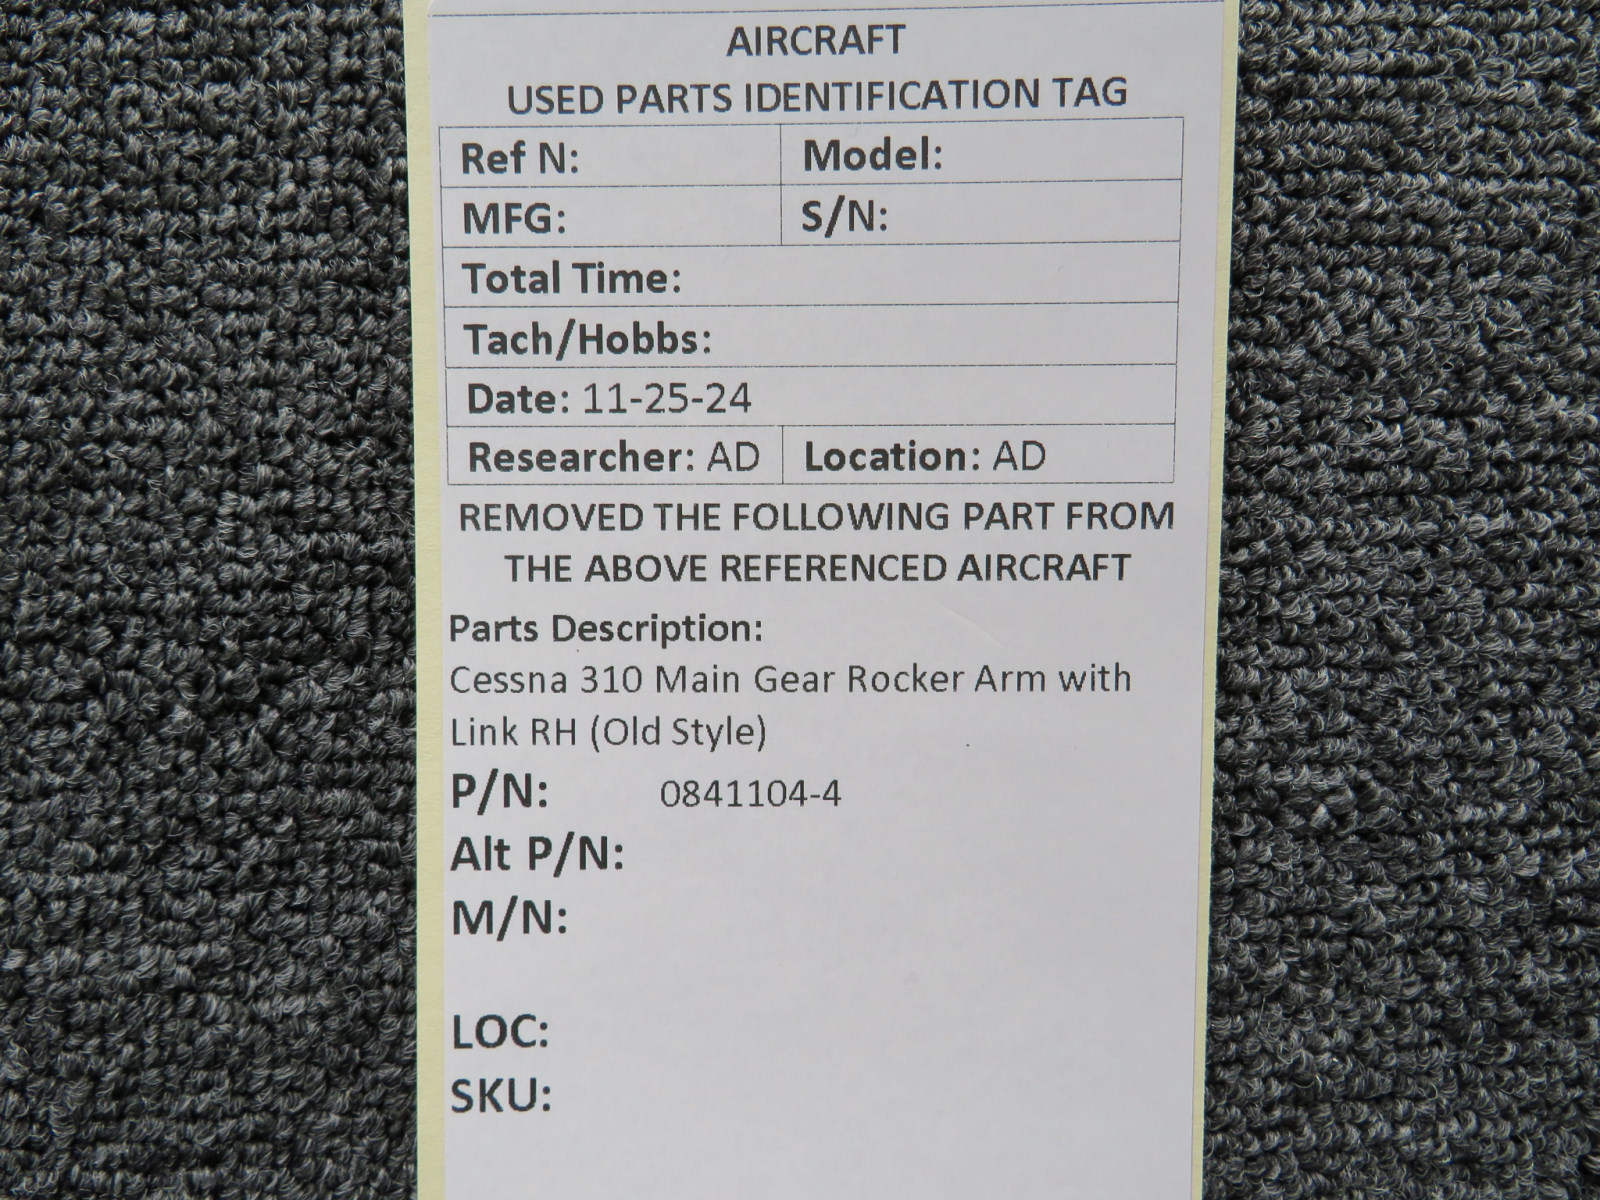 AIRCRAFT
USED PARTS IDENTIFICATION TAG
Ref N: Model:
MFG: S/N:
Total Time:
Tach/Hobbs:
Date: 11-25-24
Researcher: AD Location: AD
REMOVED THE FOLLOWING PART FROM
THE ABOVE REFERENCED AIRCRAFT
Parts Description:
Cessna 310 Main Gear Rocker Arm with
Link RH (Old Style)
P/N: 0841104-4
Alt P/N:
M/N:
LOC:
SKU: